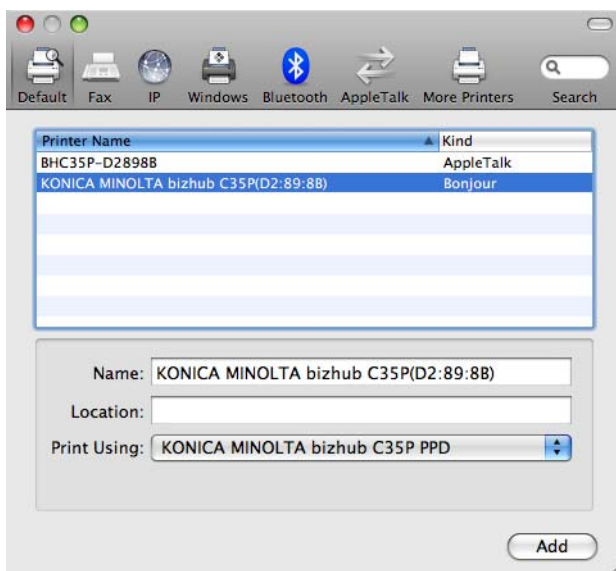 Default Fax IP Windows Bluetooth AppleTalk More Printers Search
Printer Name Kind
BHC35P-D2898B AppleTalk
KONICA MINOLTA bizhub C35P(D2:89:8B) Bonjour
Name: KONICA MINOLTA bizhub C35P(D2:89:8B)
Location:
Print Using: KONICA MINOLTA bizhub C35P PPD
Add